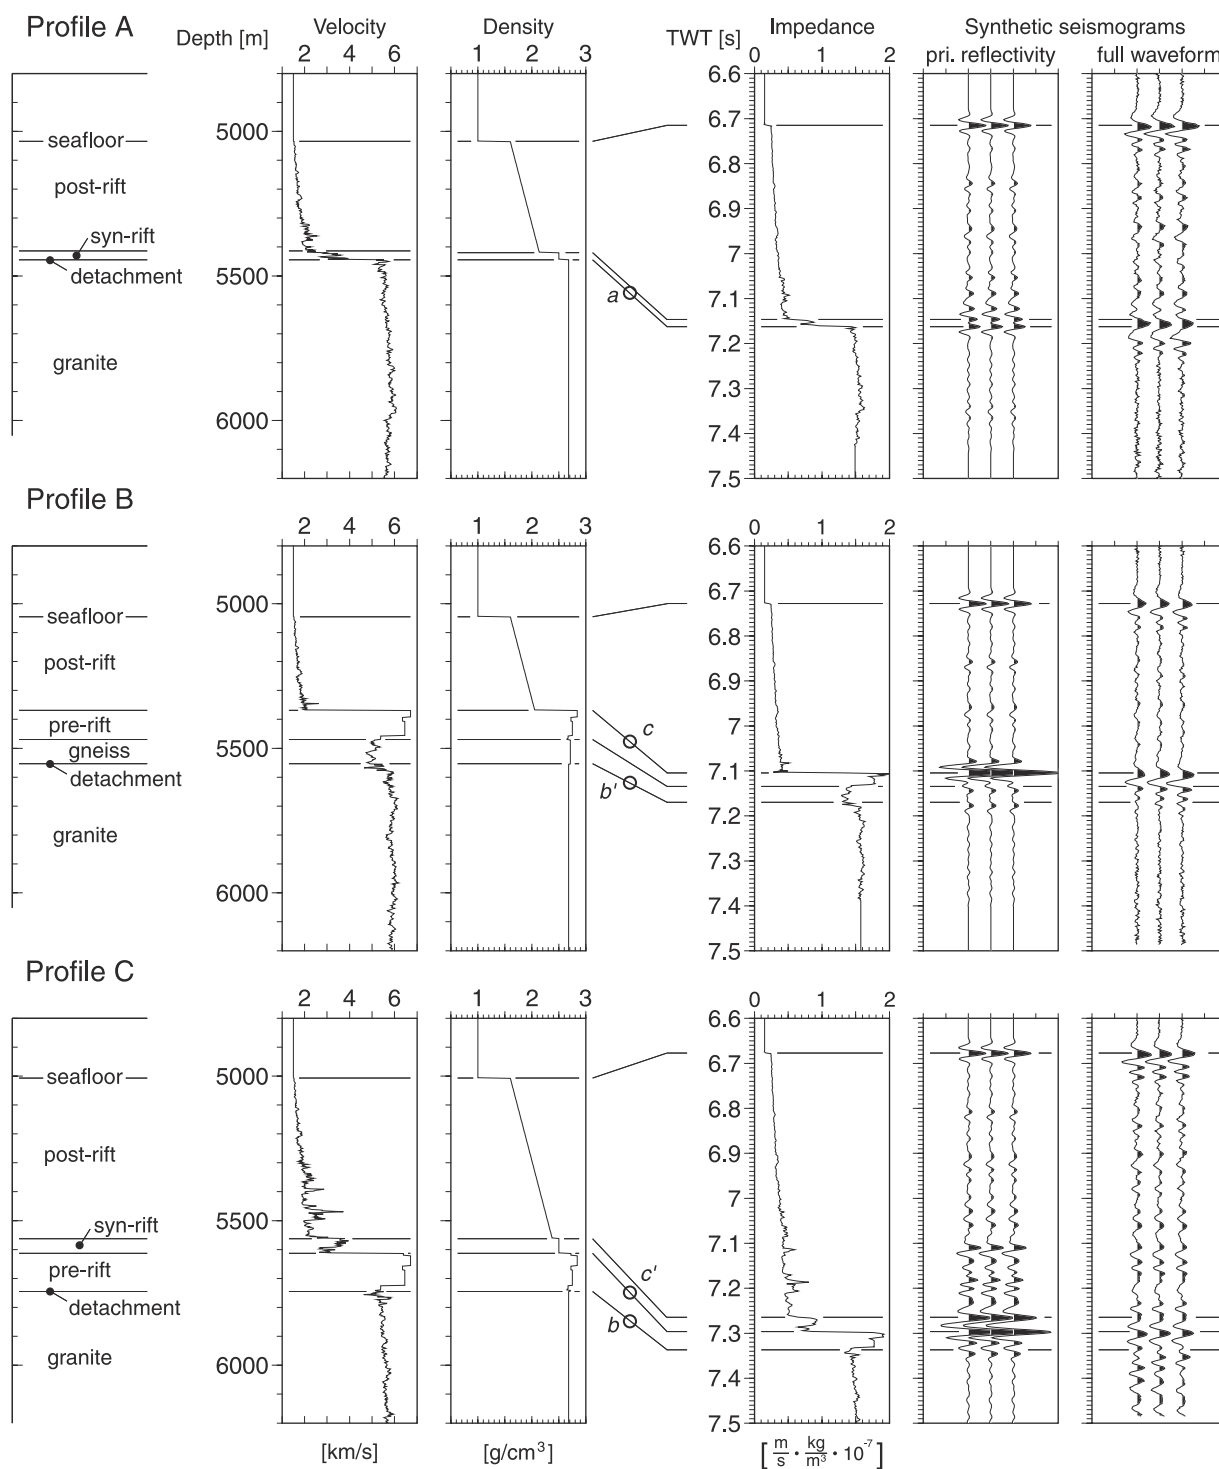 Profile A
Depth [m]
Velocity
Density
TWT [s]
Impedance
Synthetic seismograms
pri. reflectivity
full waveform
2 4 6
1 2 3
0 1 2
seafloor
post-rift
syn-rift
detachment
granite
5000
5500
6000
a
6.6
6.7
6.8
6.9
7
7.1
7.2
7.3
7.4
7.5
Profile B
2 4 6
1 2 3
0 1 2
seafloor
post-rift
pre-rift
gneiss
detachment
granite
5000
5500
6000
c
b'
6.6
6.7
6.8
6.9
7
7.1
7.2
7.3
7.4
7.5
Profile C
2 4 6
1 2 3
0 1 2
seafloor
post-rift
syn-rift
pre-rift
detachment
granite
5000
5500
6000
c'
b
6.6
6.7
6.8
6.9
7
7.1
7.2
7.3
7.4
7.5
[km/s]
[g/cm³]
[m/s · kg/m³ · 10⁻⁷]